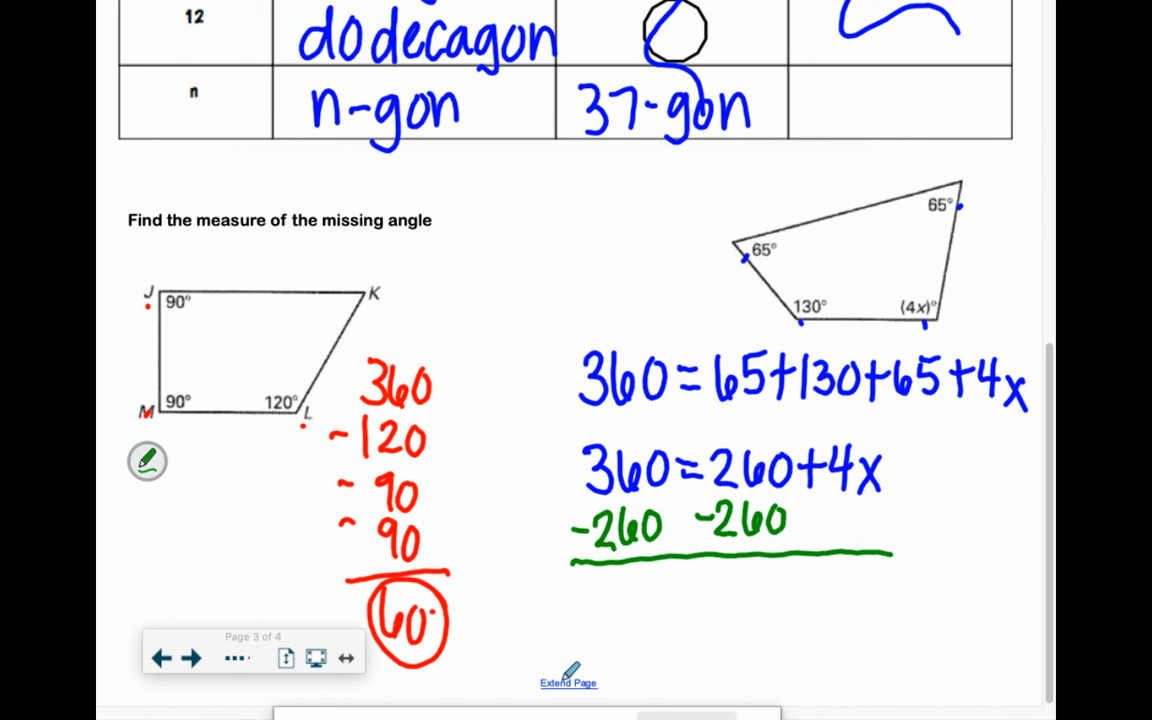 12
dodecagon
n
n-gon
37-gon
Find the measure of the missing angle
65°
65°
130°
(4x)°
J
K
90°
M
90°
120°
L
360
-120
- 90
- 90
60°
360=65+130+65+4x
360=260+4x
-260 -260
Page 3 of 4
Extend Page